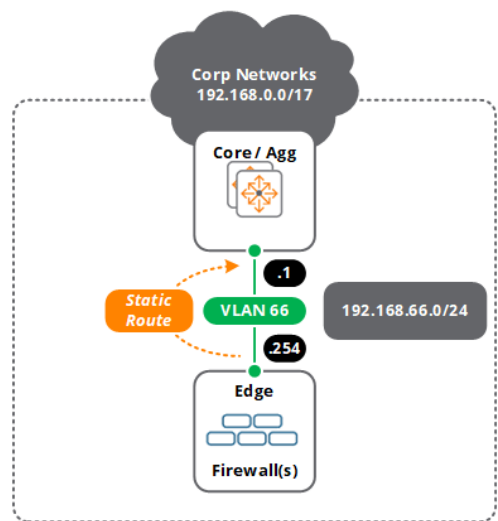 Corp Networks
192.168.0.0/17
Core / Agg
.1
Static
Route
VLAN 66
192.168.66.0/24
.254
Edge
Firewall(s)